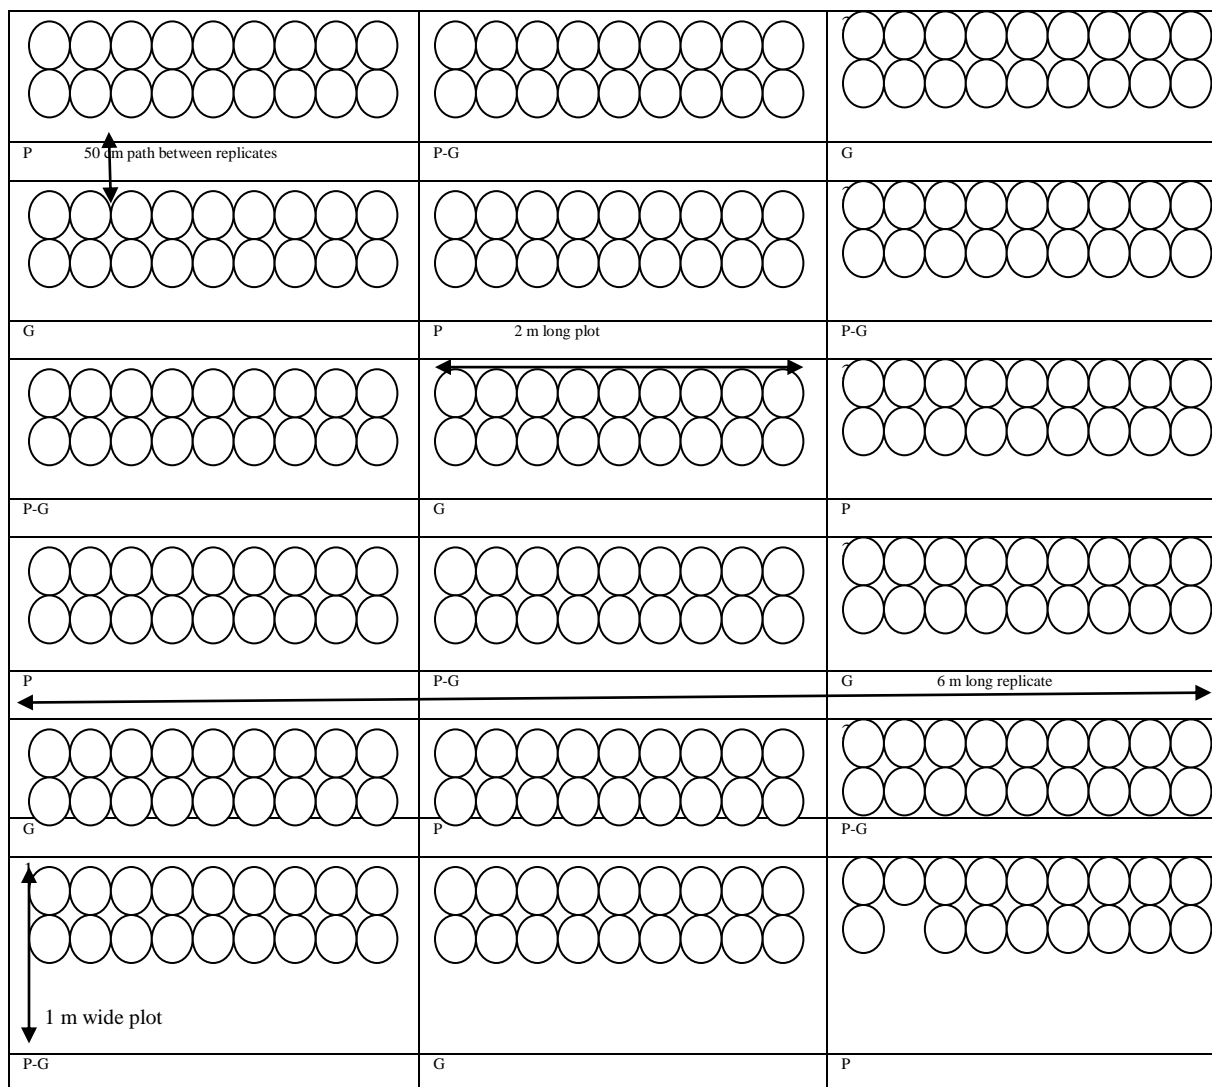 P 50 cm path between replicates P-G G
G P 2 m long plot P-G
P-G G P
P P-G G 6 m long replicate
G P P-G
1 m wide plot
P-G G P